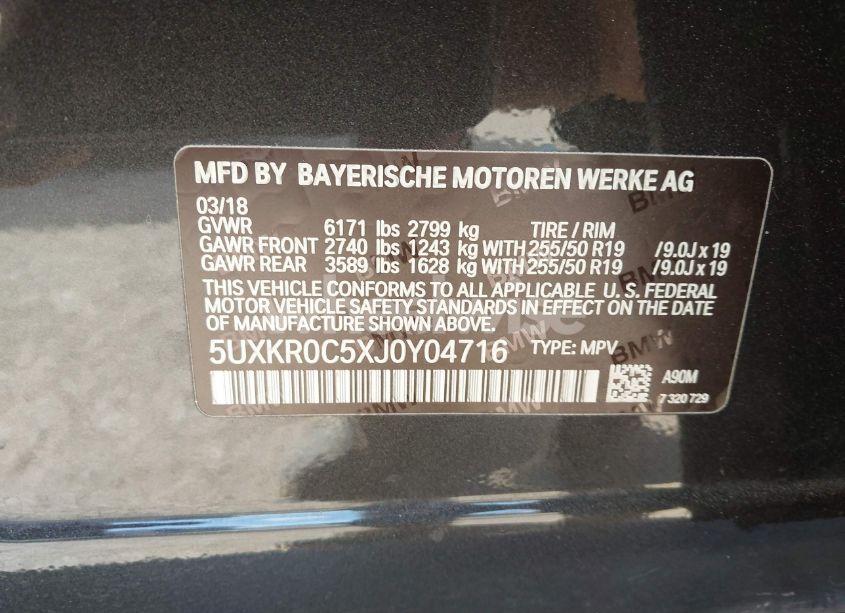 MFD BY BAYERISCHE MOTOREN WERKE AG
03/18
GVWR 6171 lbs 2799 kg TIRE / RIM
GAWR FRONT 2740 lbs 1243 kg WITH 255/50 R19 /9.0J x 19
GAWR REAR 3589 lbs 1628 kg WITH 255/50 R19 /9.0J x 19
THIS VEHICLE CONFORMS TO ALL APPLICABLE U. S. FEDERAL
MOTOR VEHICLE SAFETY STANDARDS IN EFFECT ON THE DATE
OF MANUFACTURE SHOWN ABOVE.
5UXKR0C5XJ0Y04716 TYPE: MPV
A90M
7 320 729